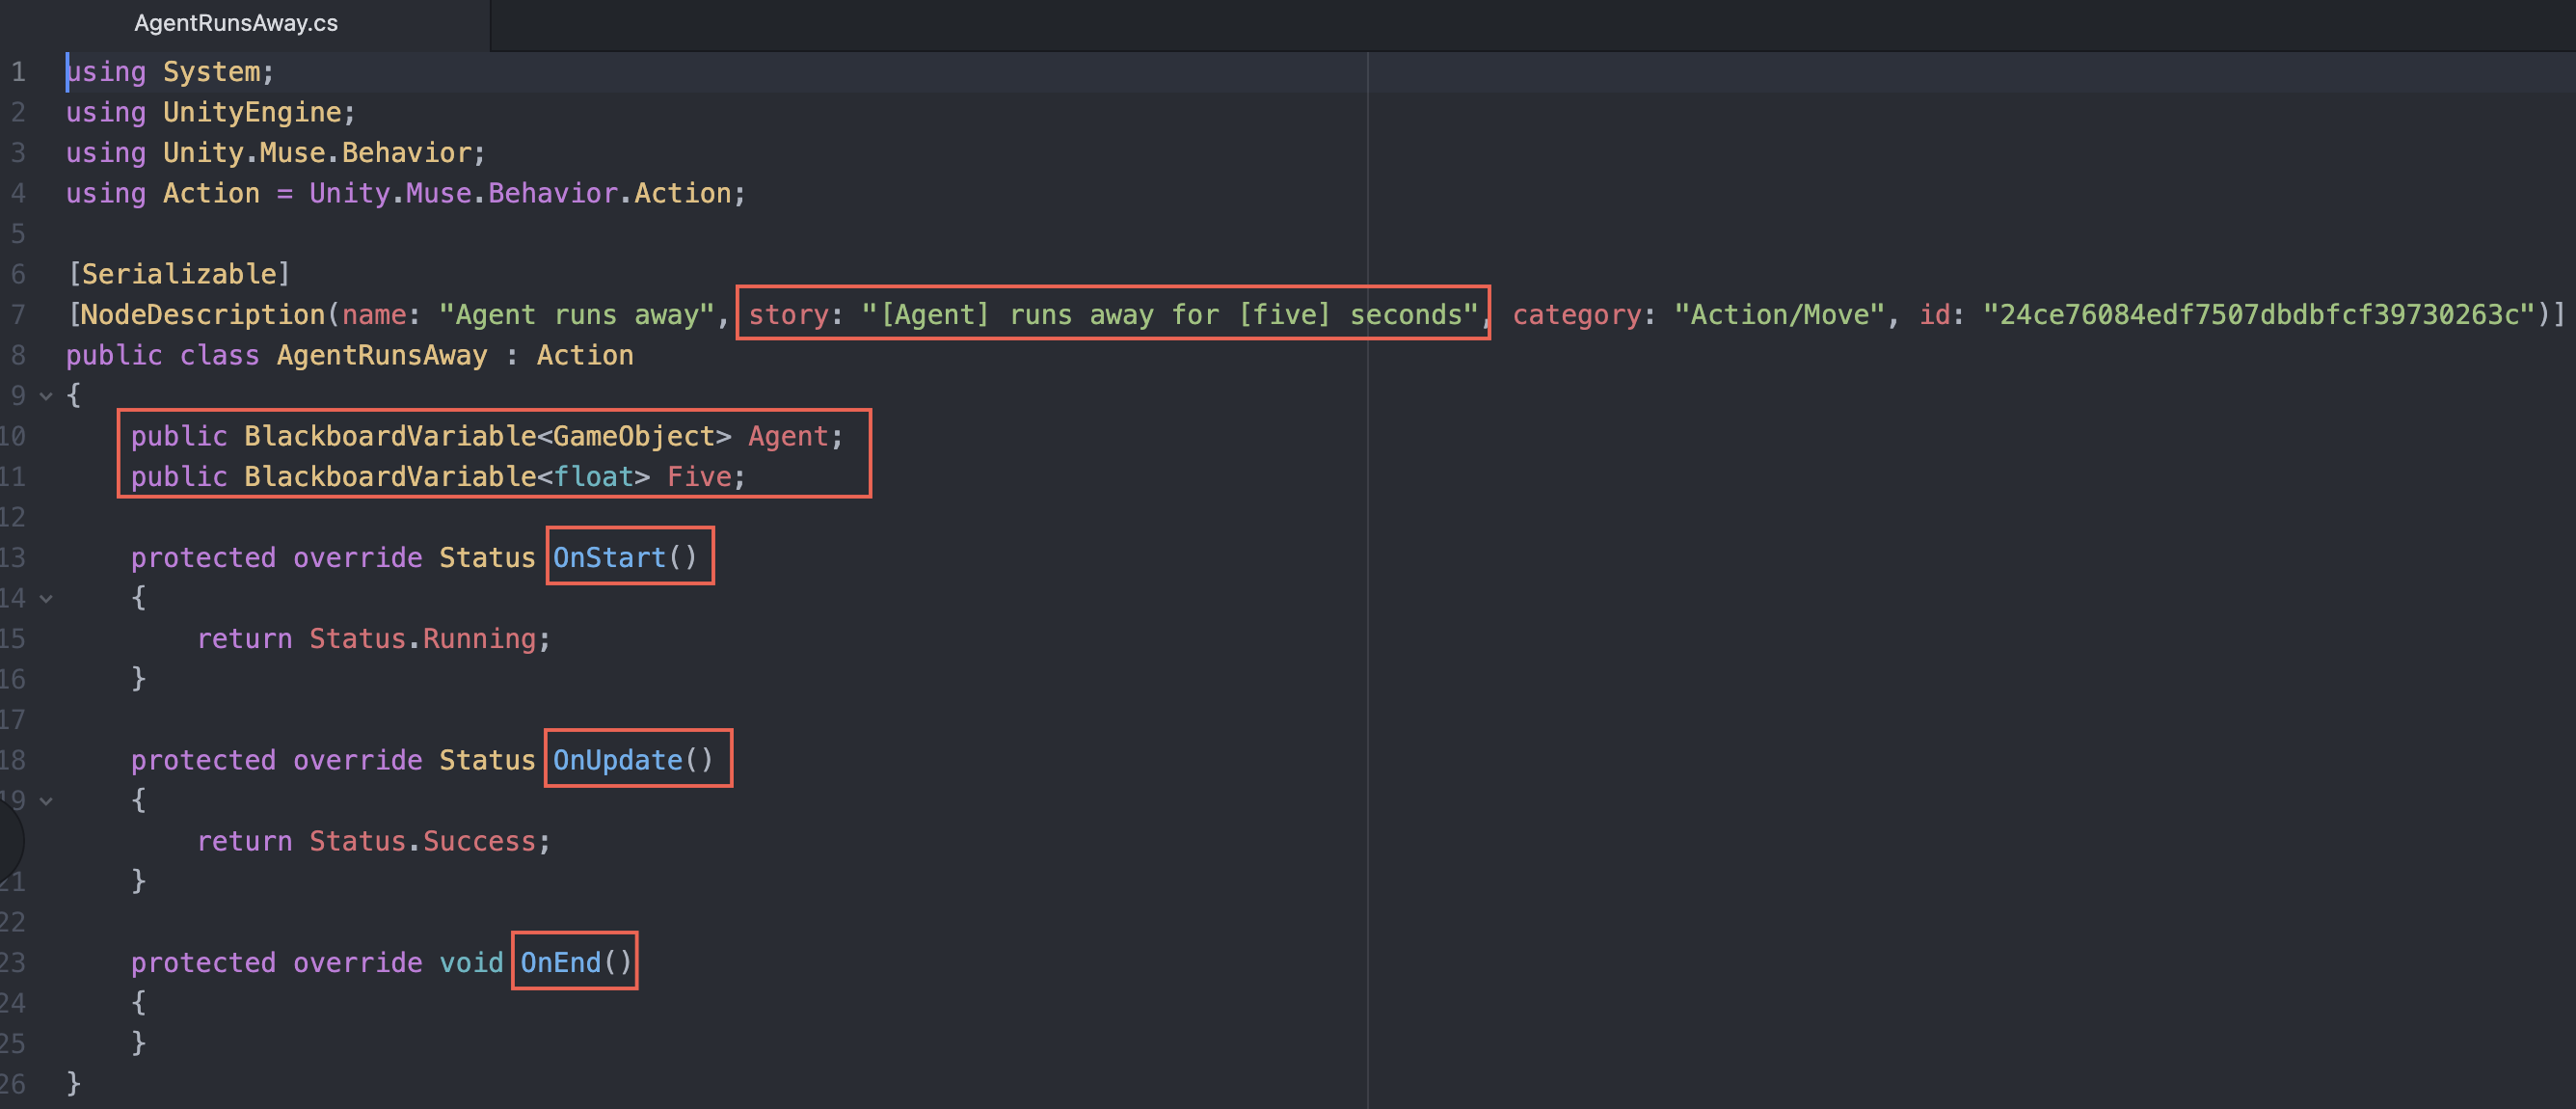 AgentRunsAway.cs
1 using System;
2 using UnityEngine;
3 using Unity.Muse.Behavior;
4 using Action = Unity.Muse.Behavior.Action;
5
6 [Serializable]
7 [NodeDescription(name: "Agent runs away", story: "[Agent] runs away for [five] seconds", category: "Action/Move", id: "24ce76084edf7507dbdbfcf39730263c")]
8 public class AgentRunsAway : Action
9 {
10     public BlackboardVariable<GameObject> Agent;
11     public BlackboardVariable<float> Five;
12
13     protected override Status OnStart()
14     {
15         return Status.Running;
16     }
17
18     protected override Status OnUpdate()
19     {
        return Status.Success;
21     }
22
23     protected override void OnEnd()
24     {
25     }
26 }